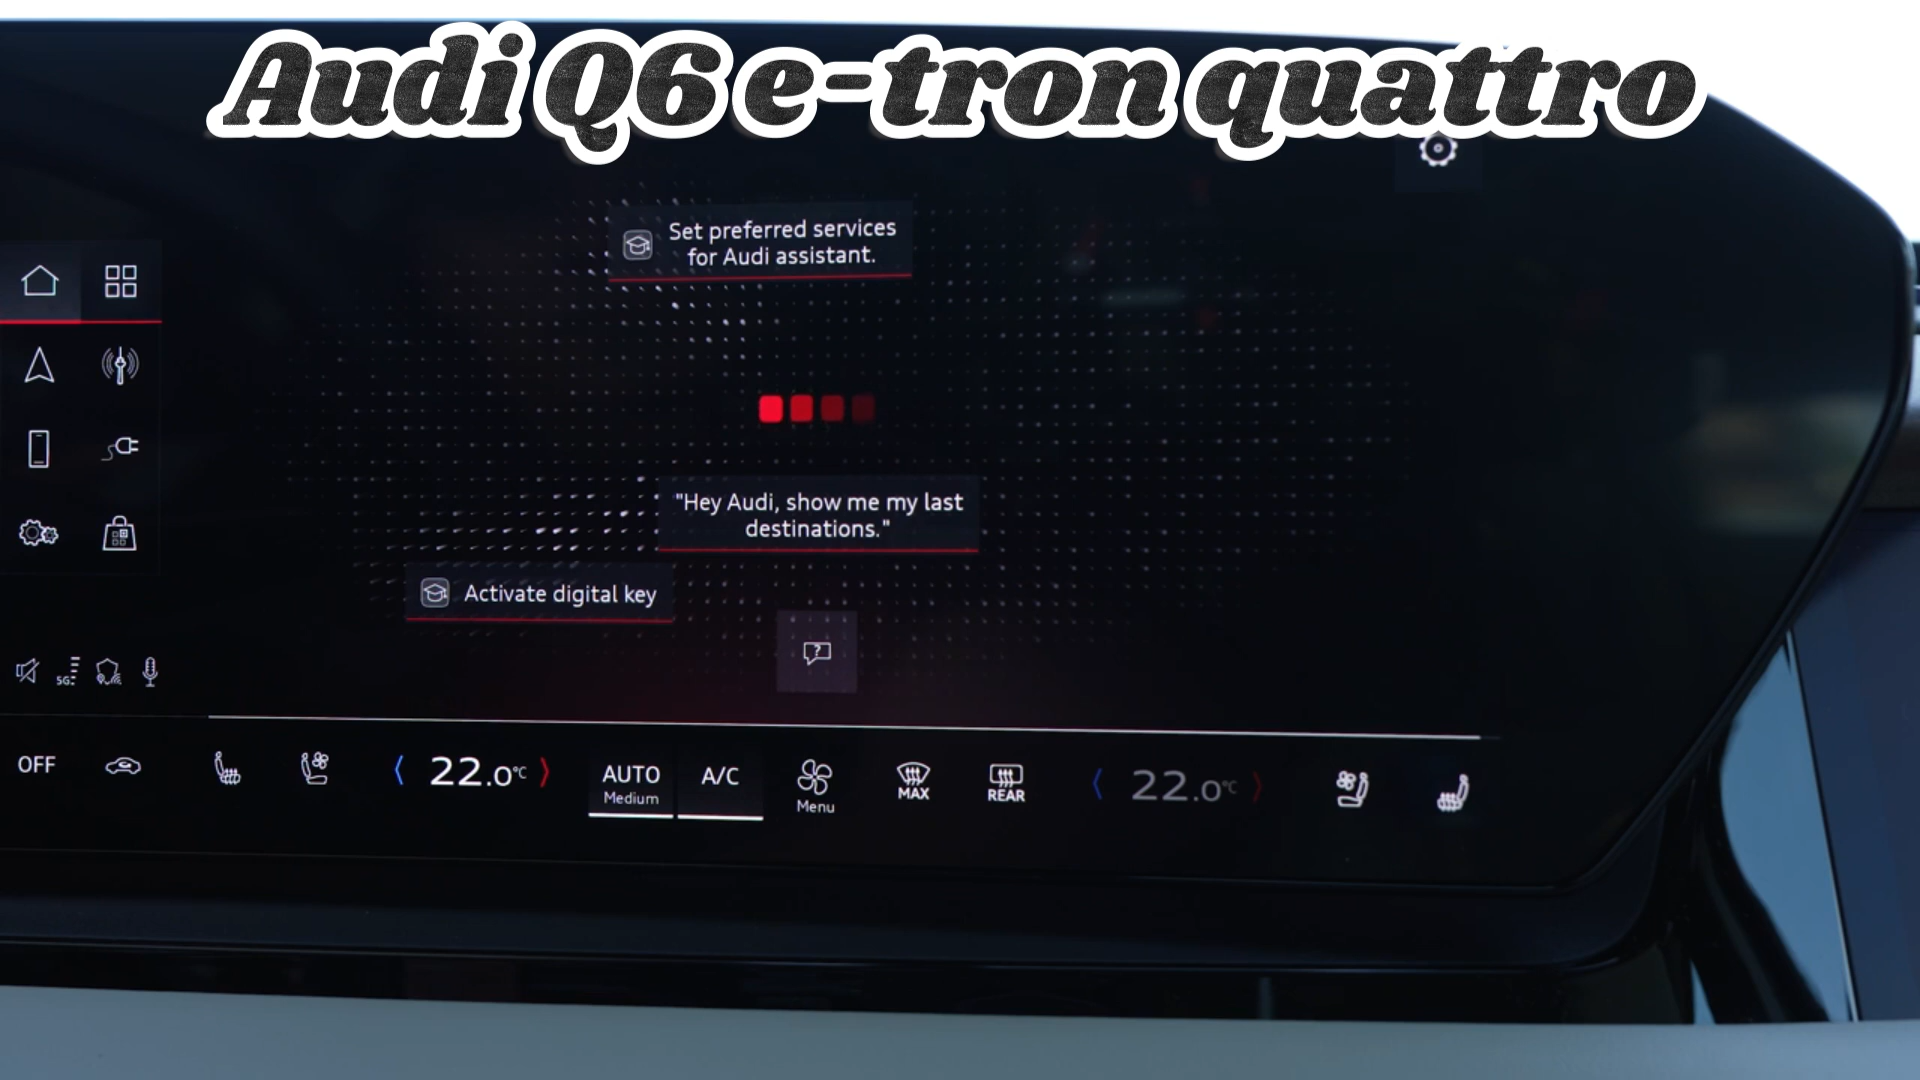 Audi Q6 e-tron quattro
Set preferred services
for Audi assistant.
"Hey Audi, show me my last
destinations."
Activate digital key
?
5G
OFF
22.0°C
AUTO
Medium
A/C
Menu
MAX
REAR
22.0°C